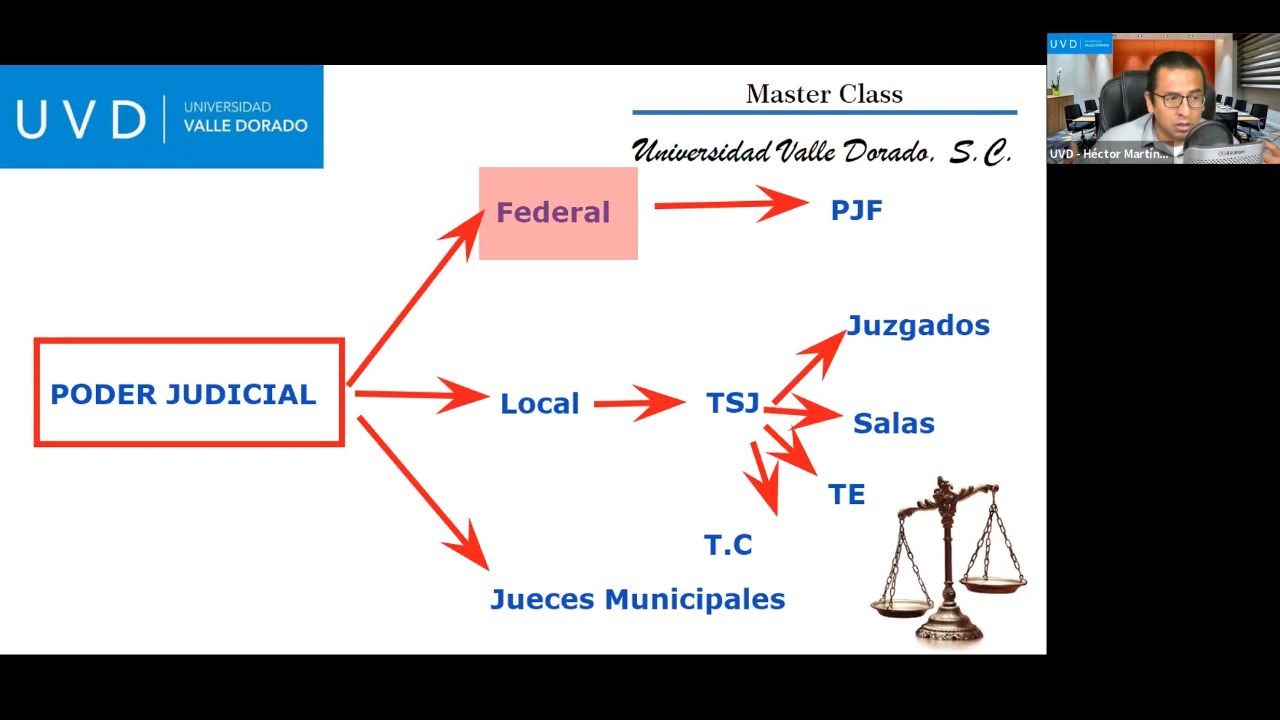 UVD
UNIVERSIDAD
VALLE DORADO
Master Class
Universidad Valle Dorado, S.C.
Federal
PJF
Juzgados
PODER JUDICIAL
Local
TSJ
Salas
TE
T.C
Jueces Municipales
UVD
UVD - Héctor Martín...